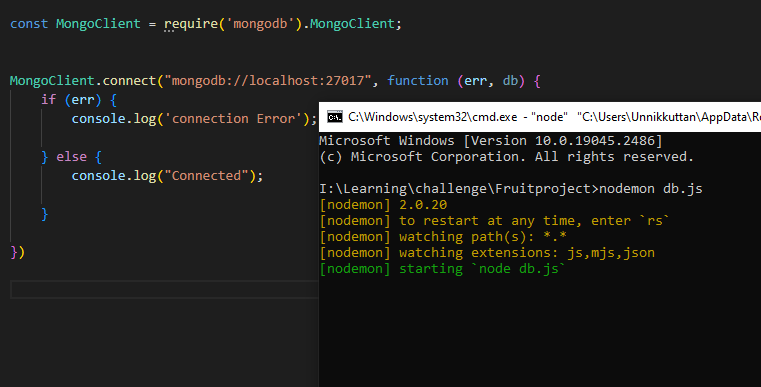 const MongoClient = require('mongodb').MongoClient;
MongoClient.connect("mongodb://localhost:27017", function (err, db) {
if (err) {
console.log('connection Error');
} else {
console.log("Connected");
}
})
C:\Windows\system32\cmd.exe - "node" "C:\Users\Unnikkuttan\AppData\Ro
Microsoft Windows [Version 10.0.19045.2486]
(c) Microsoft Corporation. All rights reserved.
I:\Learning\challenge\Fruitproject>nodemon db.js
[nodemon] 2.0.20
[nodemon] to restart at any time, enter `rs`
[nodemon] watching path(s): *.*
[nodemon] watching extensions: js,mjs,json
[nodemon] starting `node db.js`